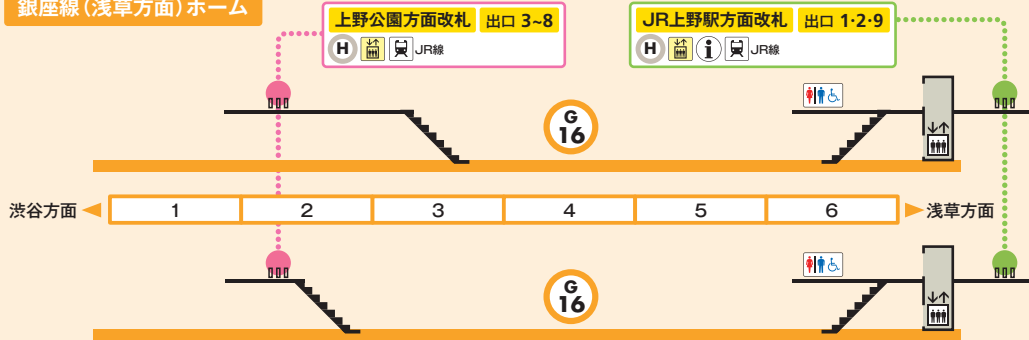 銀座線（浅草方面）ホーム
上野公園方面改札 出口 3~8
H JR線
JR上野駅方面改札 出口 1・2・9
H i JR線
G
16
渋谷方面 1 2 3 4 5 6 浅草方面
G
16